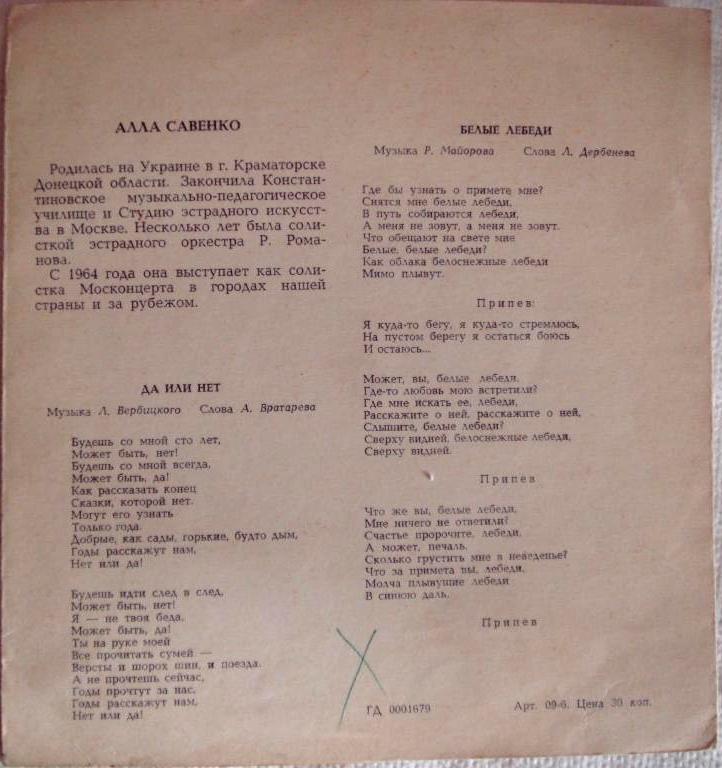 АЛЛА САВЕНКО
Родилась на Украине в г. Краматорске
Донецкой области. Закончила Констан-
тиновское музыкально-педагогическое
училище и Студию эстрадного искусст-
ва в Москве. Несколько лет была соли-
сткой эстрадного оркестра Р. Рома-
нова.
С 1964 года она выступает как соли-
стка Москонцерта в городах нашей
страны и за рубежом.
ДА ИЛИ НЕТ
Музыка Л. Вербицкого Слова А. Вратарева
Будешь со мной сто лет,
Может быть, нет!
Будешь со мной всегда,
Может быть, да!
Как рассказать конец
Сказки, которой нет.
Могут его узнать
Только года.
Добрые, как сады, горькие, будто дым,
Годы расскажут нам,
Нет или да!
Будешь идти след в след,
Может быть, нет!
Я — не твоя беда,
Может быть, да!
Ты на руке моей
Все прочитать сумей —
Версты и шорох шин, и поезда.
А не прочтешь сейчас,
Годы прочтут за нас.
Годы расскажут нам,
Нет или да!
БЕЛЫЕ ЛЕБЕДИ
Музыка Р. Майорова Слова Л. Дербенева
Где бы узнать о примете мне?
Снятся мне белые лебеди,
В путь собираются лебеди,
А меня не зовут, а меня не зовут.
Что обещают на свете мне
Белые, белые лебеди?
Как облака белоснежные лебеди
Мимо плывут.
Припев:
Я куда-то бегу, я куда-то стремлюсь,
На пустом берегу я остаться боюсь
И остаюсь...
Может, вы, белые лебеди,
Где-то любовь мою встретили?
Где мне искать ее, лебеди,
Расскажите о ней, расскажите о ней,
Слышите, белые лебеди?
Сверху видней, белоснежные лебеди,
Сверху видней.
Припев
Что же вы, белые лебеди,
Мне ничего не ответили?
Счастье пророчите, лебеди,
А может, печаль.
Сколько грустить мне в неведенье?
Что за примета вы, лебеди,
Молча плывущие лебеди
В синюю даль.
Припев
ГД 0001679 Арт. 09-6. Цена 30 коп.